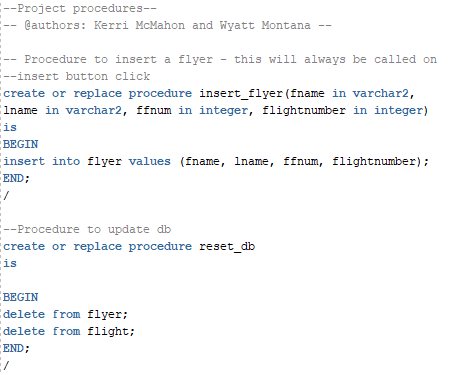 --Project procedures--
-- @authors: Kerri McMahon and Wyatt Montana --
-- Procedure to insert a flyer - this will always be called on
--insert button click
create or replace procedure insert_flyer(fname in varchar2,
lname in varchar2, ffnum in integer, flightnumber in integer)
is
BEGIN
insert into flyer values (fname, lname, ffnum, flightnumber);
END;
/
--Procedure to update db
create or replace procedure reset_db
is
BEGIN
delete from flyer;
delete from flight;
END;
/